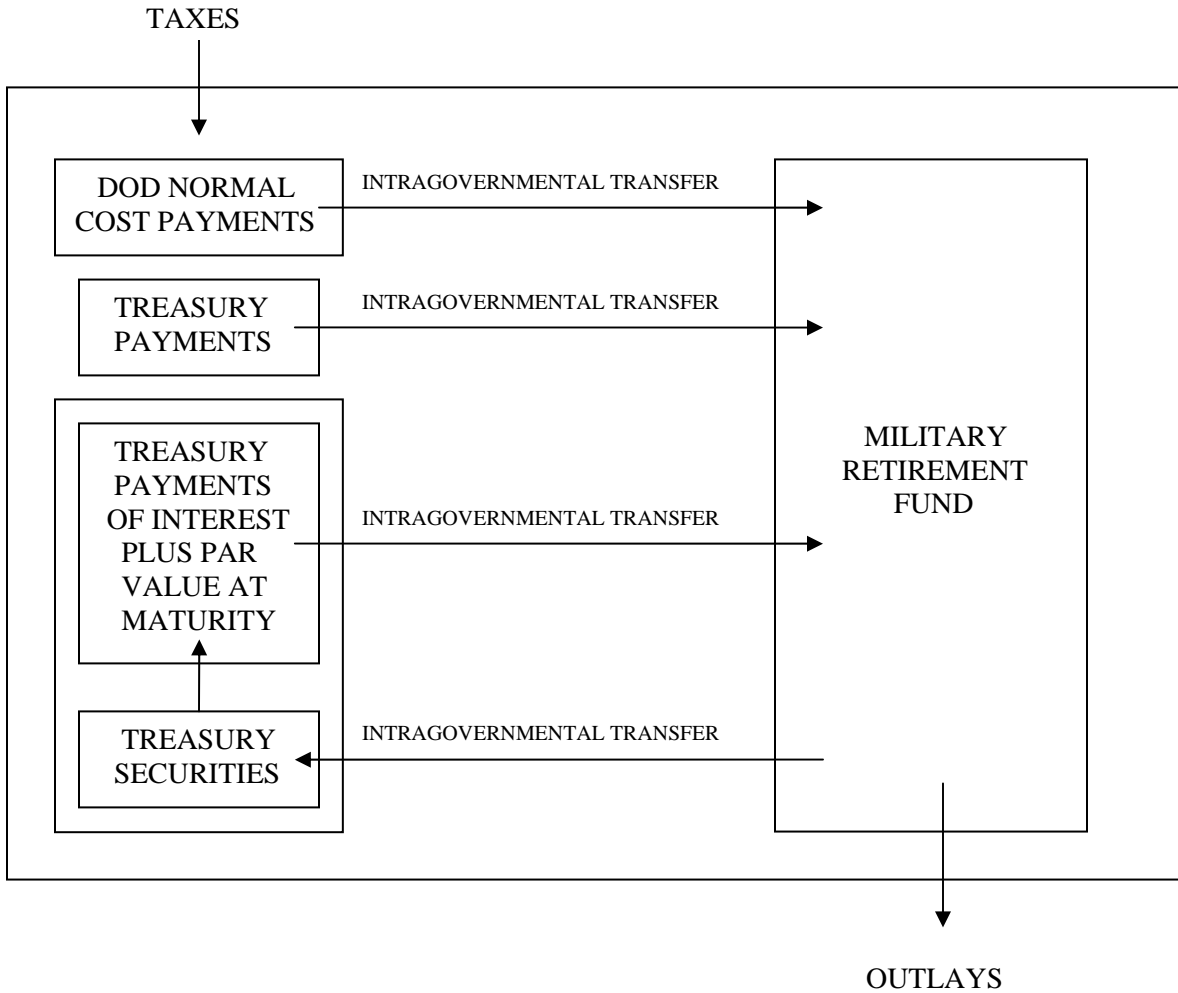 TAXES
DOD NORMAL
COST PAYMENTS
INTRAGOVERNMENTAL TRANSFER
TREASURY
PAYMENTS
INTRAGOVERNMENTAL TRANSFER
TREASURY
PAYMENTS
OF INTEREST
PLUS PAR
VALUE AT
MATURITY
INTRAGOVERNMENTAL TRANSFER
MILITARY
RETIREMENT
FUND
TREASURY
SECURITIES
INTRAGOVERNMENTAL TRANSFER
OUTLAYS